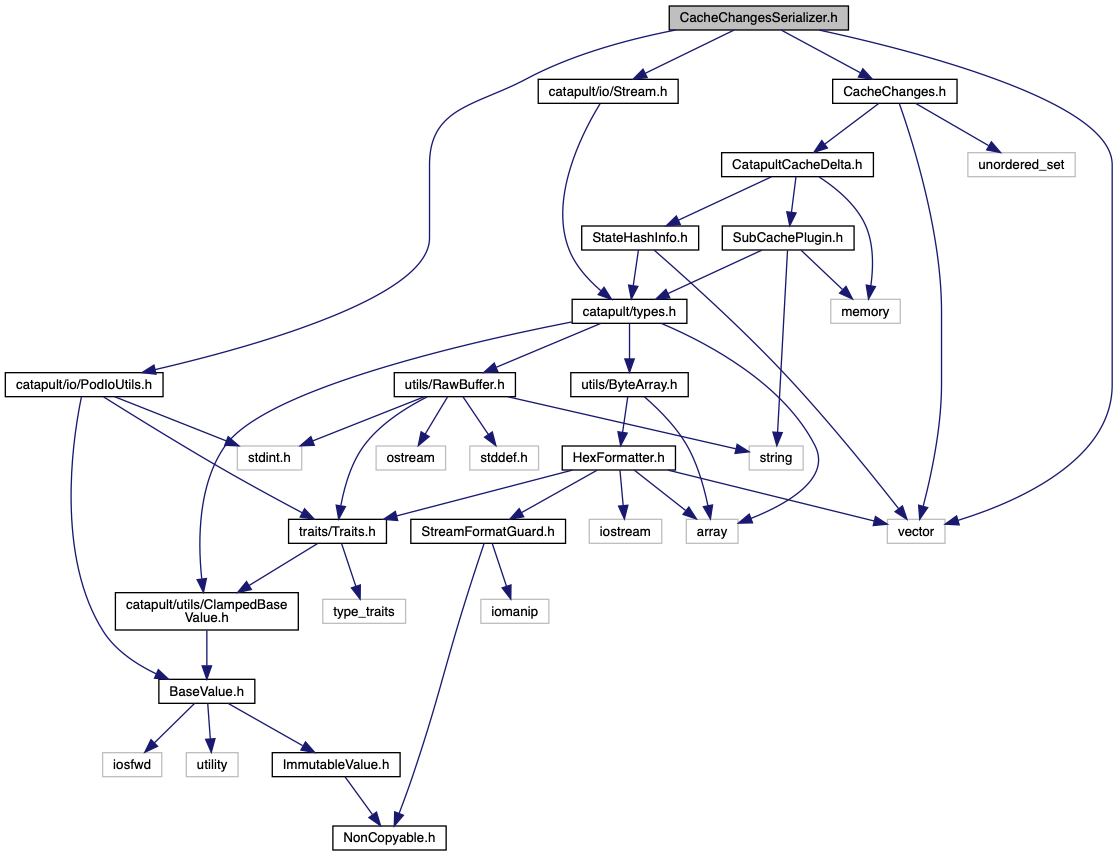 CacheChangesSerializer.h
catapult/io/Stream.h
CacheChanges.h
CatapultCacheDelta.h
unordered_set
StateHashInfo.h
SubCachePlugin.h
catapult/types.h
memory
catapult/io/PodIoUtils.h
utils/RawBuffer.h
utils/ByteArray.h
stdint.h
ostream
stddef.h
HexFormatter.h
string
traits/Traits.h
StreamFormatGuard.h
iostream
array
vector
catapult/utils/ClampedBase
Value.h
type_traits
iomanip
BaseValue.h
iosfwd
utility
ImmutableValue.h
NonCopyable.h